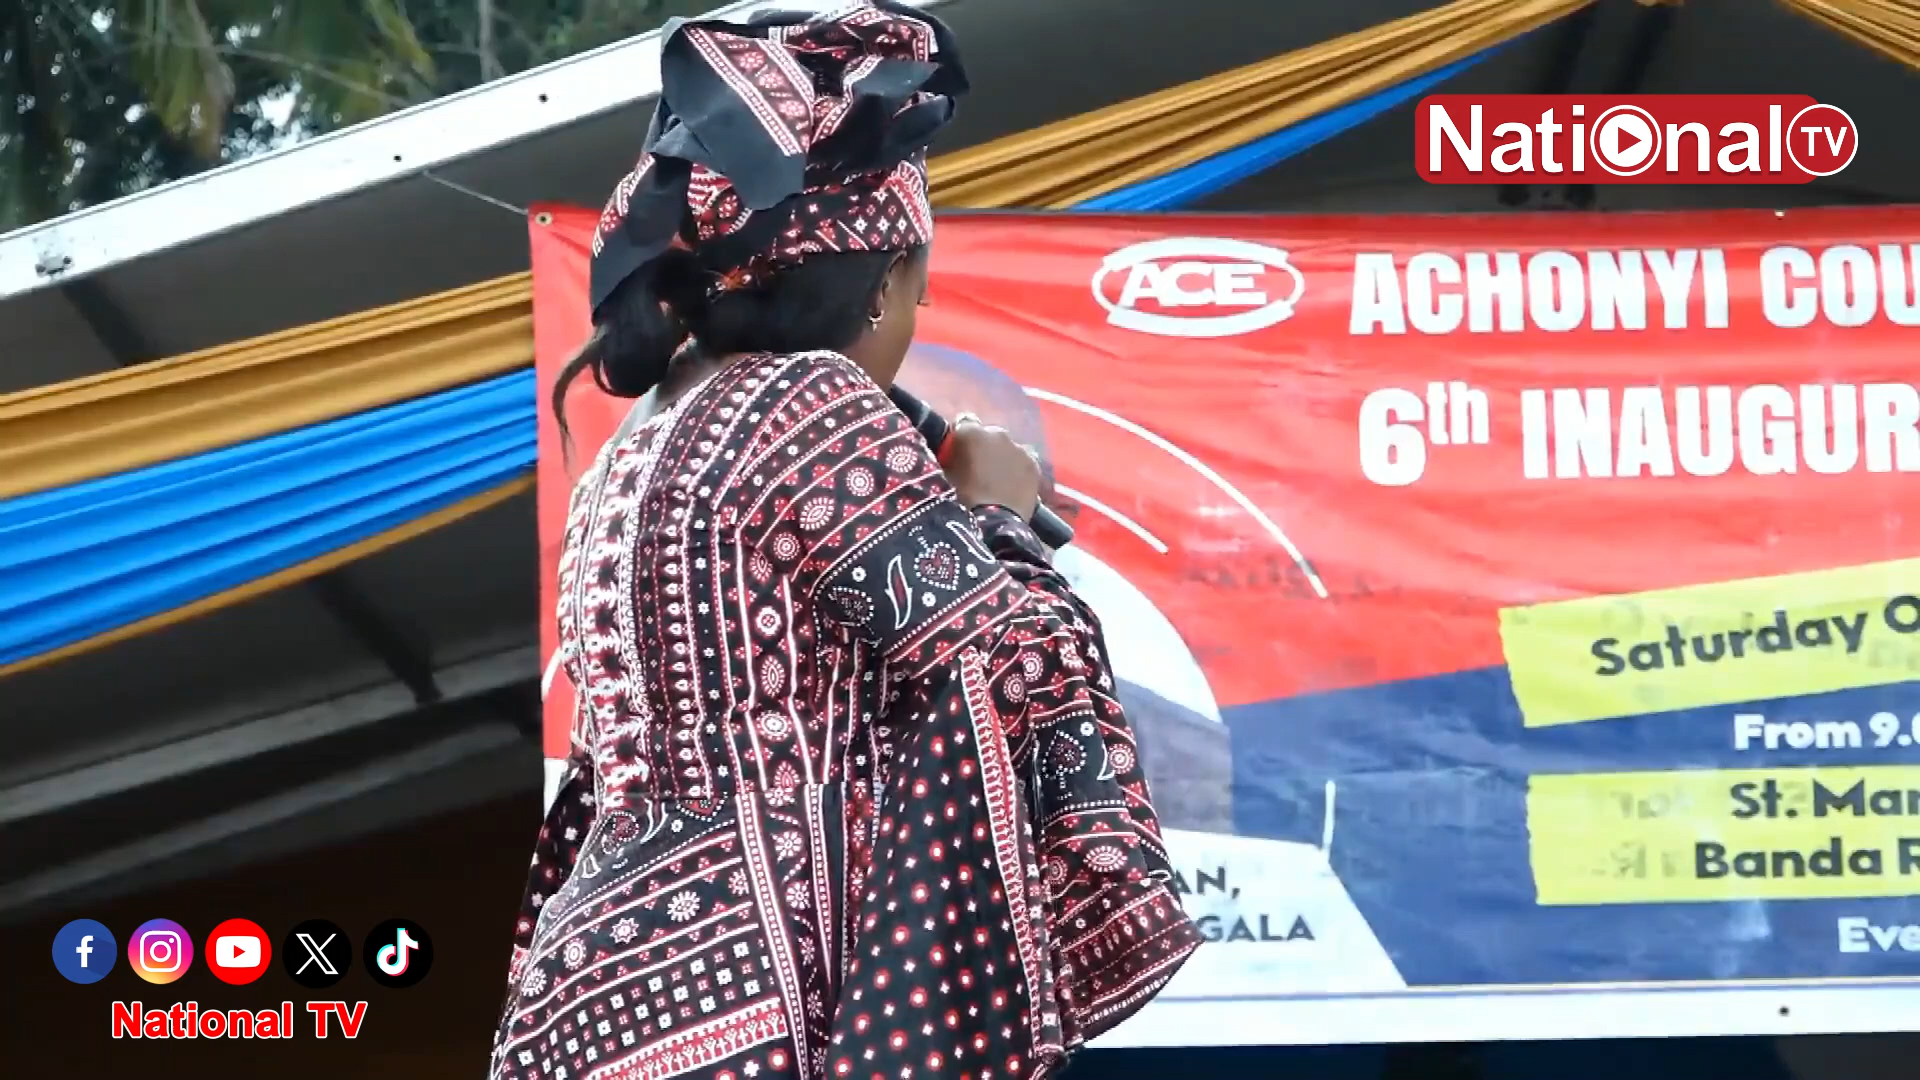 National TV
ACE
ACHONYI COU
6th INAUGUR
Saturday O
From 9.
St. Mar
Banda R
Eve
AN,
GALA
National TV